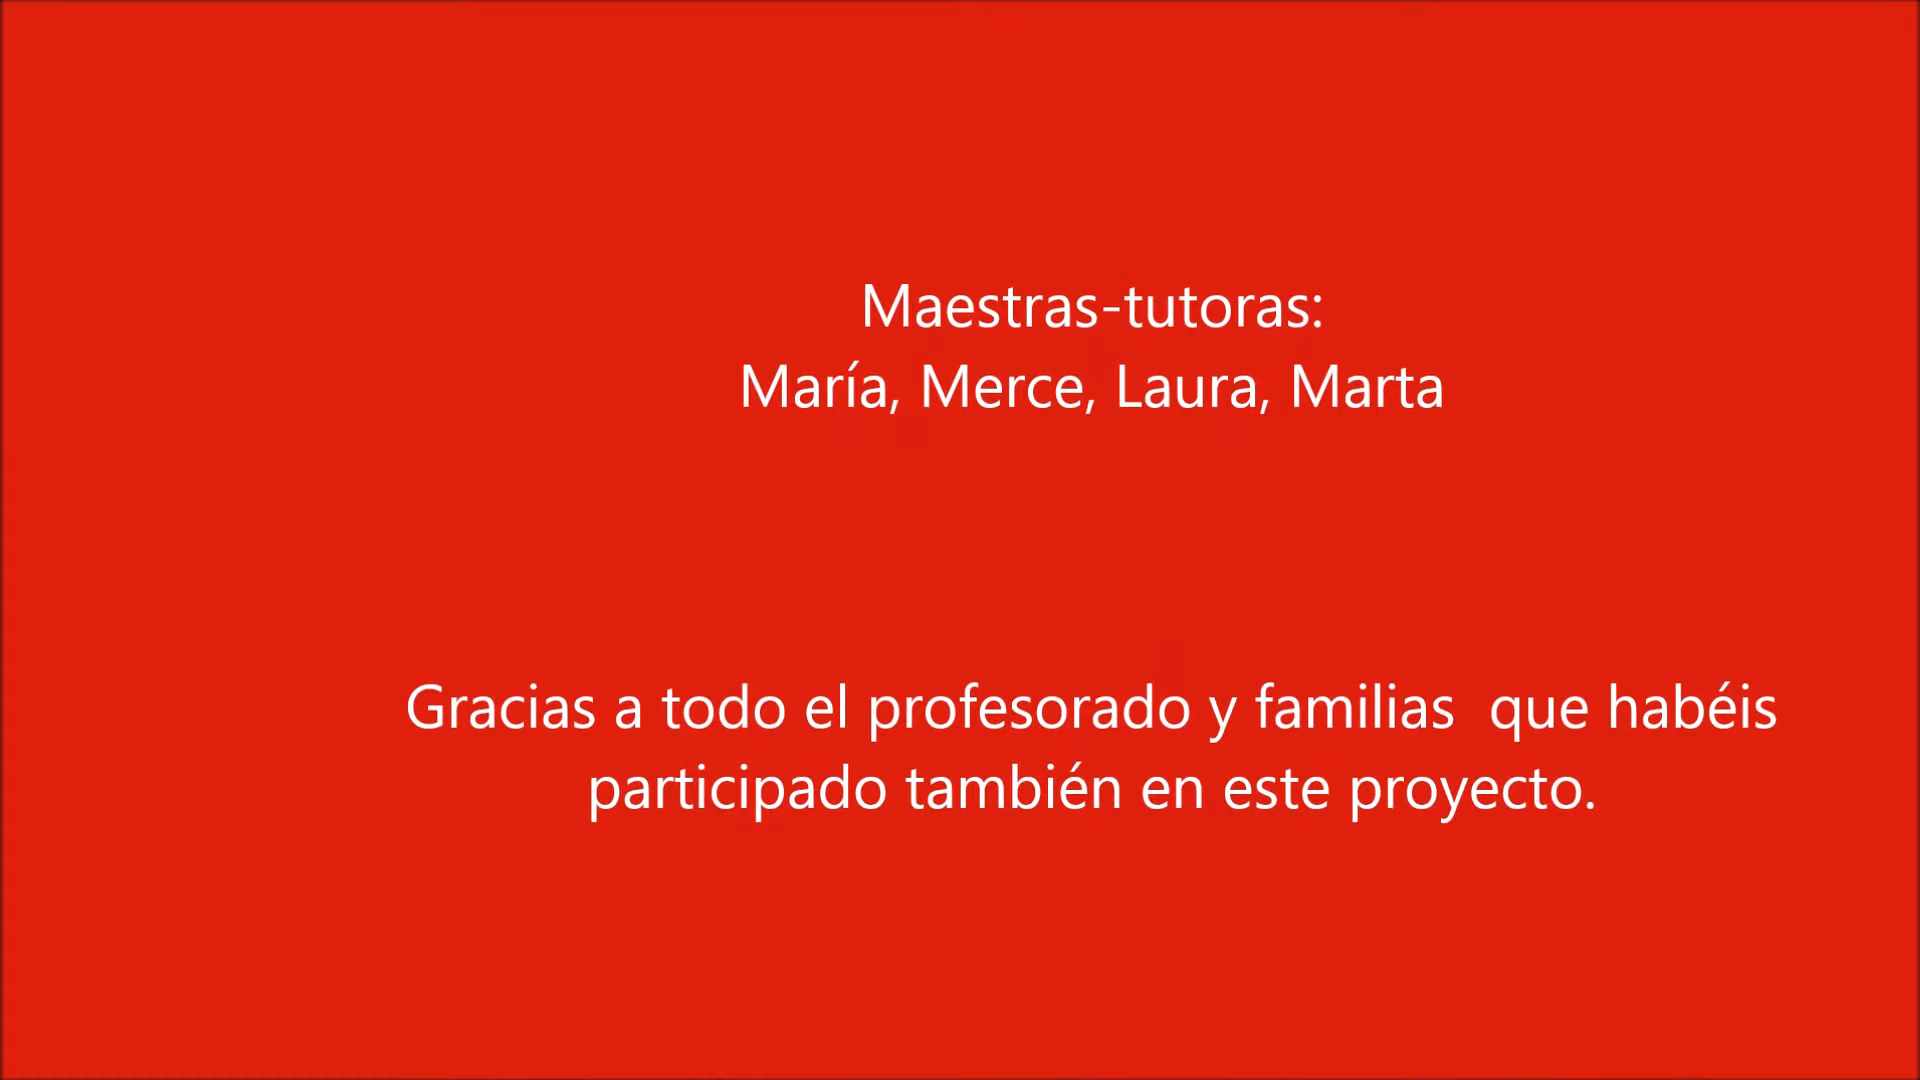 Maestras-tutoras:
María, Merce, Laura, Marta
Gracias a todo el profesorado y familias  que habéis
participado también en este proyecto.